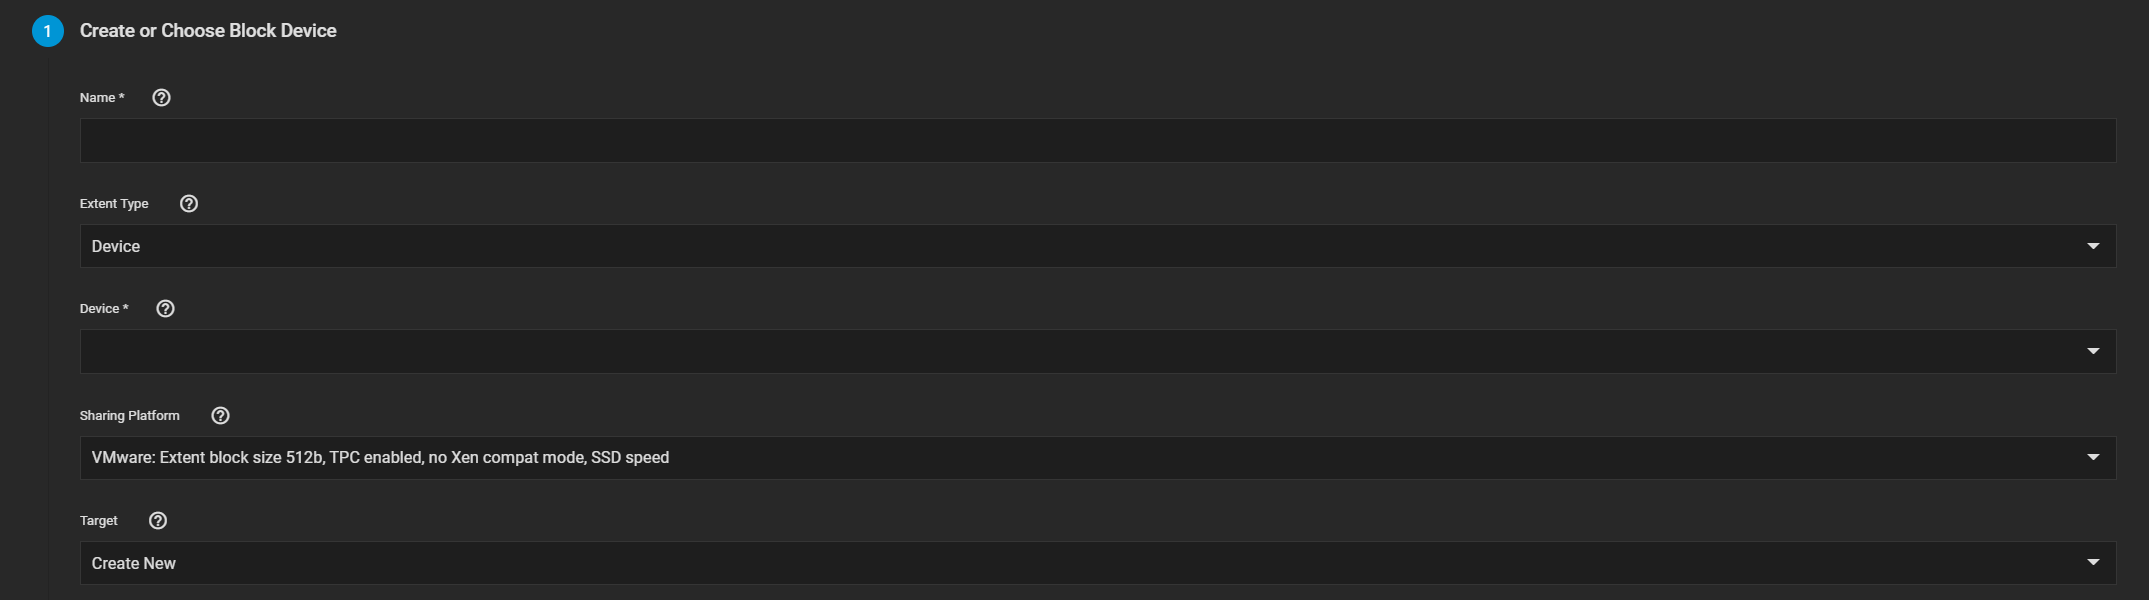 1 Create or Choose Block Device
Name *
Extent Type
Device
Device *
Sharing Platform
VMware: Extent block size 512b, TPC enabled, no Xen compat mode, SSD speed
Target
Create New